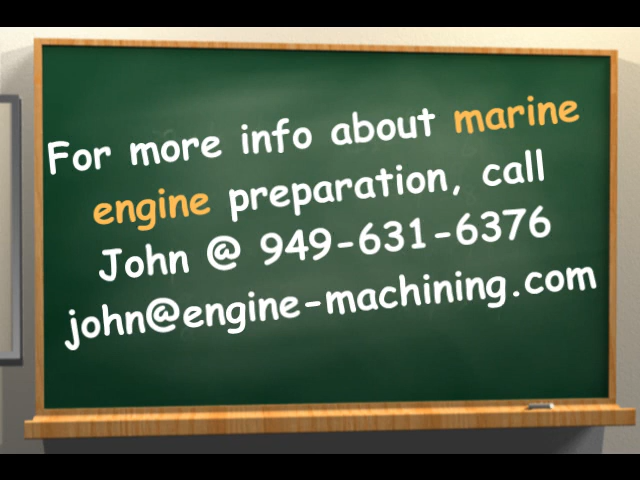 For more info about marine
engine preparation, call
John @ 949-631-6376
john@engine-machining.com